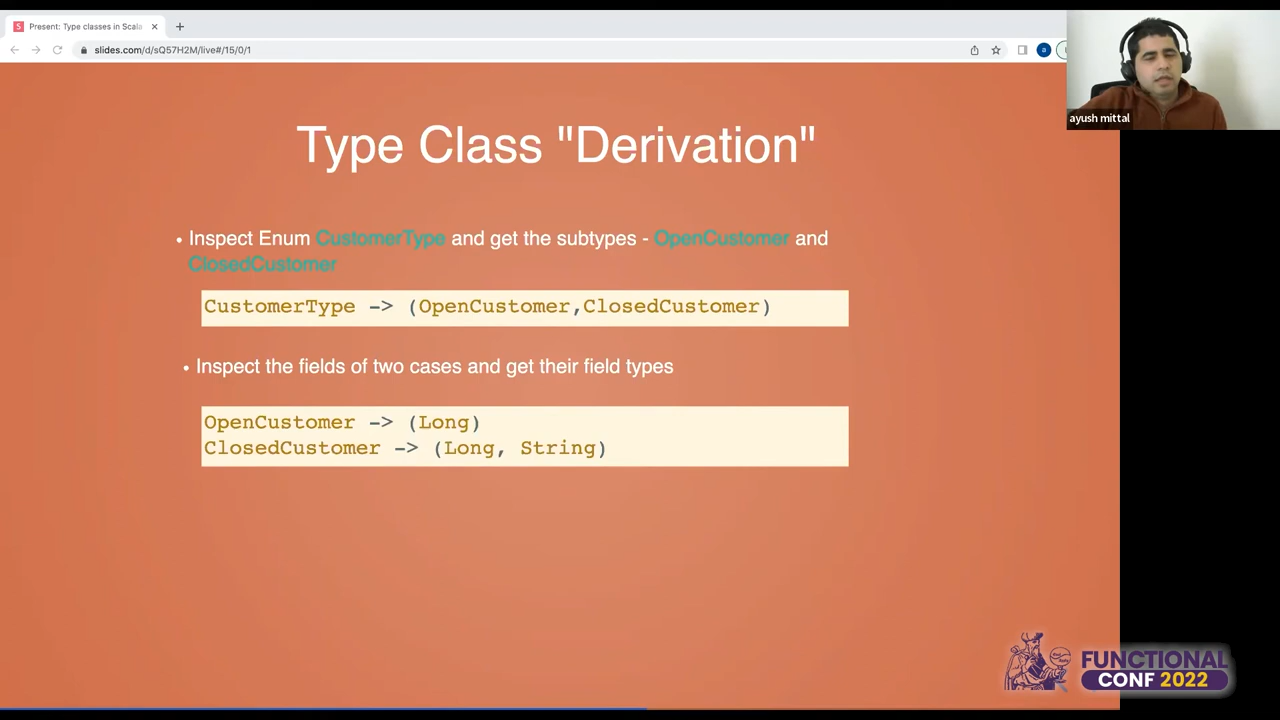 Present: Type classes in Scala
slides.com/d/sQ57H2M/live#/15/0/1
a
ayush mittal
Type Class "Derivation"
• Inspect Enum CustomerType and get the subtypes - OpenCustomer and
ClosedCustomer
CustomerType -> (OpenCustomer,ClosedCustomer)
• Inspect the fields of two cases and get their field types
OpenCustomer -> (Long)
ClosedCustomer -> (Long, String)
FUNCTIONAL
CONF 2022